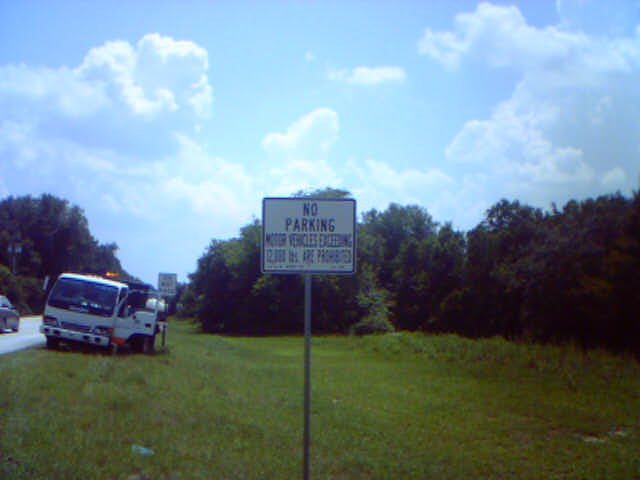 NO
PARKING
MOTOR VEHICLES EXCEEDING
12,000 lbs. ARE PROHIBITED